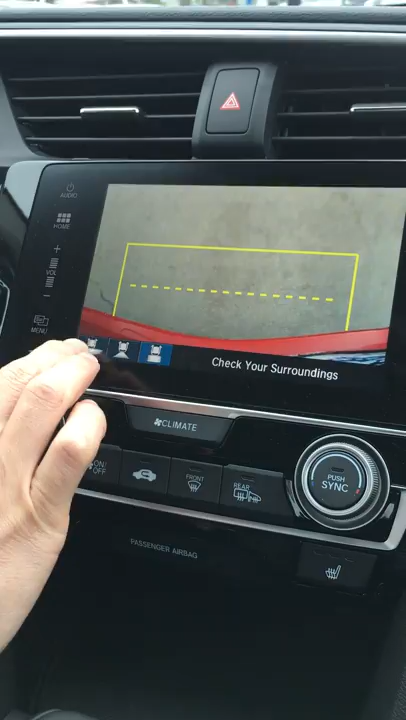 AUDIO
HOME
+
VOL
-
MENU
Check Your Surroundings
CLIMATE
ON/
OFF
FRONT
REAR
PUSH
SYNC
PASSENGER AIRBAG